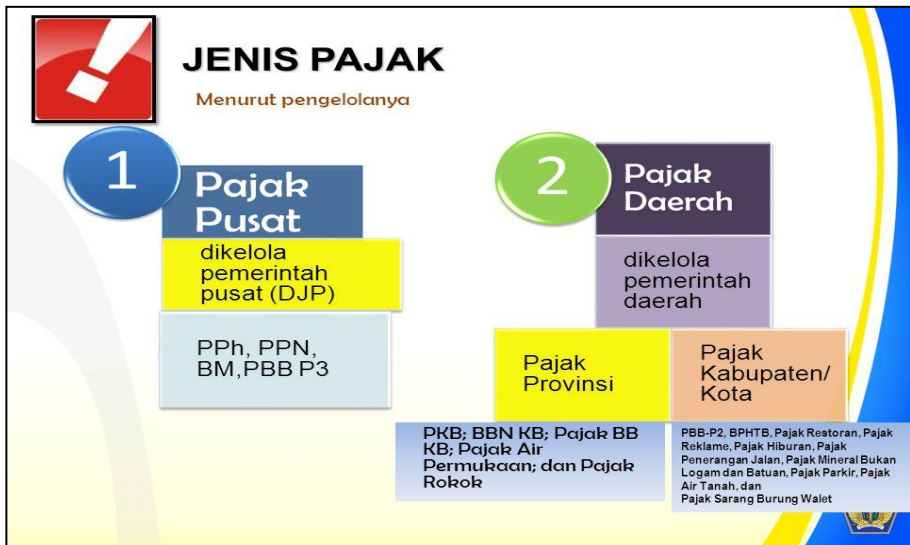 JENIS PAJAK
Menurut pengelolanya
1
Pajak
Pusat
dikelola
pemerintah
pusat (DJP)
PPh, PPN,
BM,PBB P3
2
Pajak
Daerah
dikelola
pemerintah
daerah
Pajak
Provinsi
PKB; BBN KB; Pajak BB
KB; Pajak Air
Permukaan; dan Pajak
Rokok
Pajak
Kabupaten/
Kota
PBB-P2, BPHTB, Pajak Restoran, Pajak
Reklame, Pajak Hiburan, Pajak
Penerangan Jalan, Pajak Mineral Bukan
Logam dan Batuan, Pajak Parkir, Pajak
Air Tanah, dan
Pajak Sarang Burung Walet